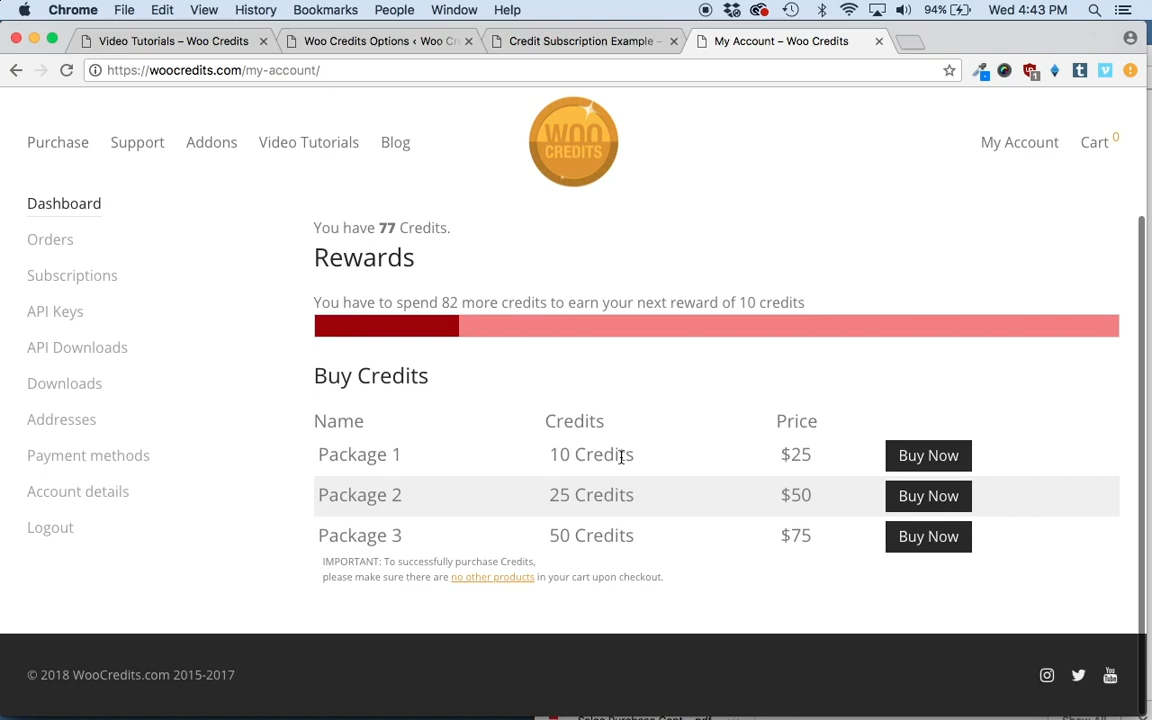 Chrome File Edit View History Bookmarks People Window Help 94% Wed 4:43 PM
Video Tutorials – Woo Credits Woo Credits Options ‹ Woo Cr Credit Subscription Example – My Account – Woo Credits
https://woocredits.com/my-account/
Purchase Support Addons Video Tutorials Blog
WOO
CREDITS
My Account Cart 0
Dashboard
Orders
Subscriptions
API Keys
API Downloads
Downloads
Addresses
Payment methods
Account details
Logout
You have 77 Credits.
Rewards
You have to spend 82 more credits to earn your next reward of 10 credits
Buy Credits
Name Credits Price
Package 1 10 Credits $25 Buy Now
Package 2 25 Credits $50 Buy Now
Package 3 50 Credits $75 Buy Now
IMPORTANT: To successfully purchase Credits,
please make sure there are no other products in your cart upon checkout.
© 2018 WooCredits.com 2015-2017